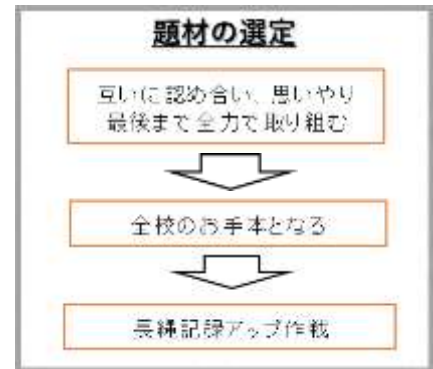 題材の選定
互いに認め合い、思いやり
最後まで全力で取り組む
全校のお手本となる
長縄記録アップ作戦